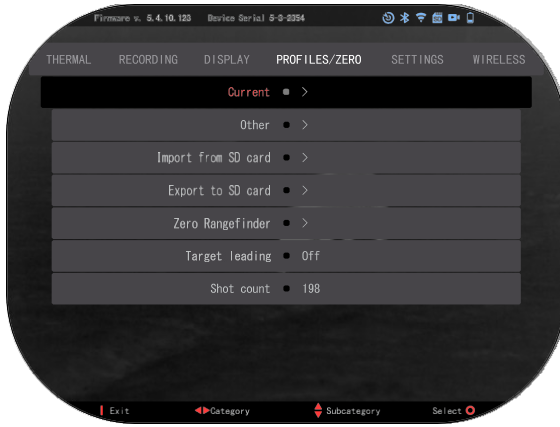 Firmware v. 5.4.10.123 Device Serial 5-3-2354
THERMAL RECORDING DISPLAY PROFILES/ZERO SETTINGS WIRELESS
Current >
Other >
Import from SD card >
Export to SD card >
Zero Rangefinder >
Target leading Off
Shot count 198
Exit Category Subcategory Select